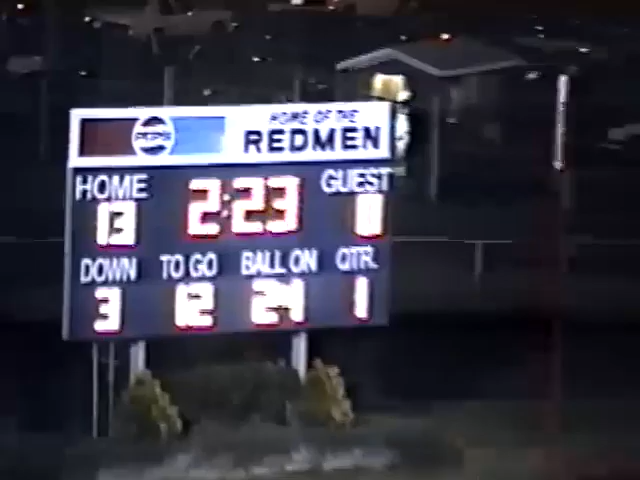 PEPSI
HOME OF THE
REDMEN
HOME 2:23 GUEST
13 0
DOWN TO GO BALL ON QTR.
3 12 24 1